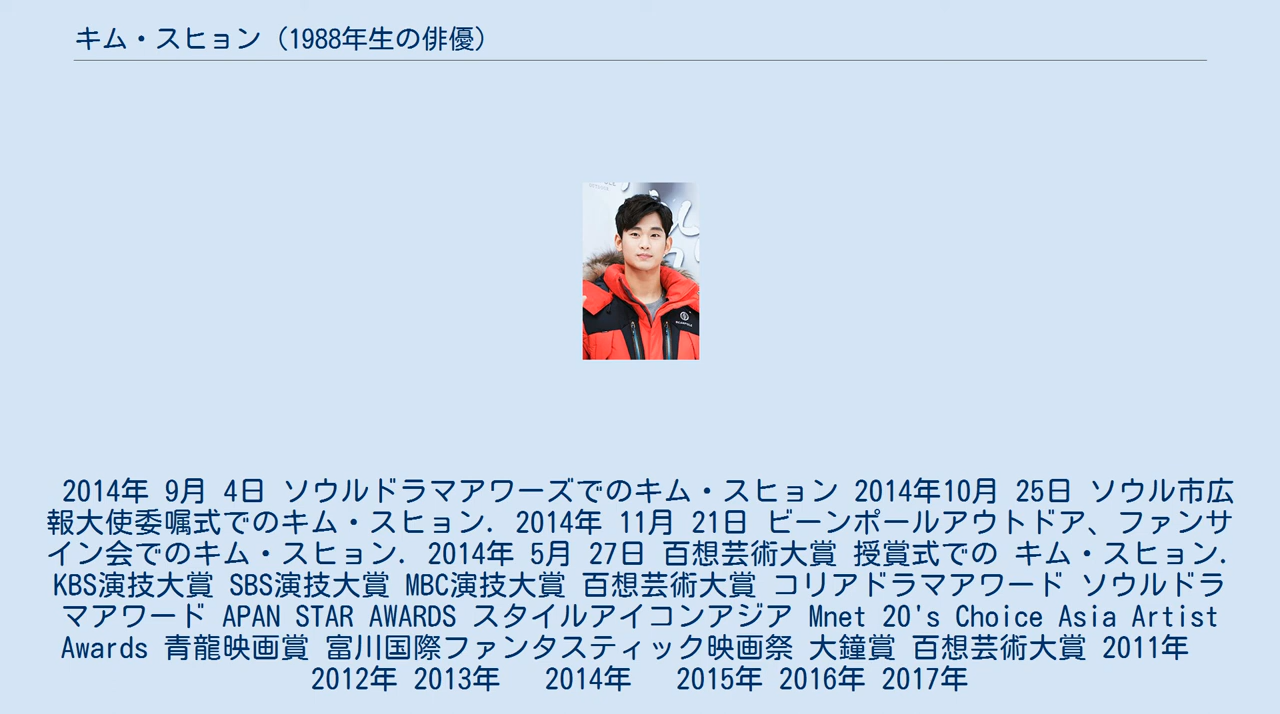 キム・スヒョン（1988年生の俳優）
2014年 9月 4日 ソウルドラマアワーズでのキム・スヒョン 2014年10月 25日 ソウル市広
報大使委嘱式でのキム・スヒョン. 2014年 11月 21日 ビーンポールアウトドア、ファンサ
イン会でのキム・スヒョン. 2014年 5月 27日 百想芸術大賞 授賞式での キム・スヒョン.
KBS演技大賞 SBS演技大賞 MBC演技大賞 百想芸術大賞 コリアドラマアワード ソウルドラ
マアワード APAN STAR AWARDS スタイルアイコンアジア Mnet 20's Choice Asia Artist
Awards 青龍映画賞 富川国際ファンタスティック映画祭 大鐘賞 百想芸術大賞 2011年
2012年 2013年 2014年 2015年 2016年 2017年